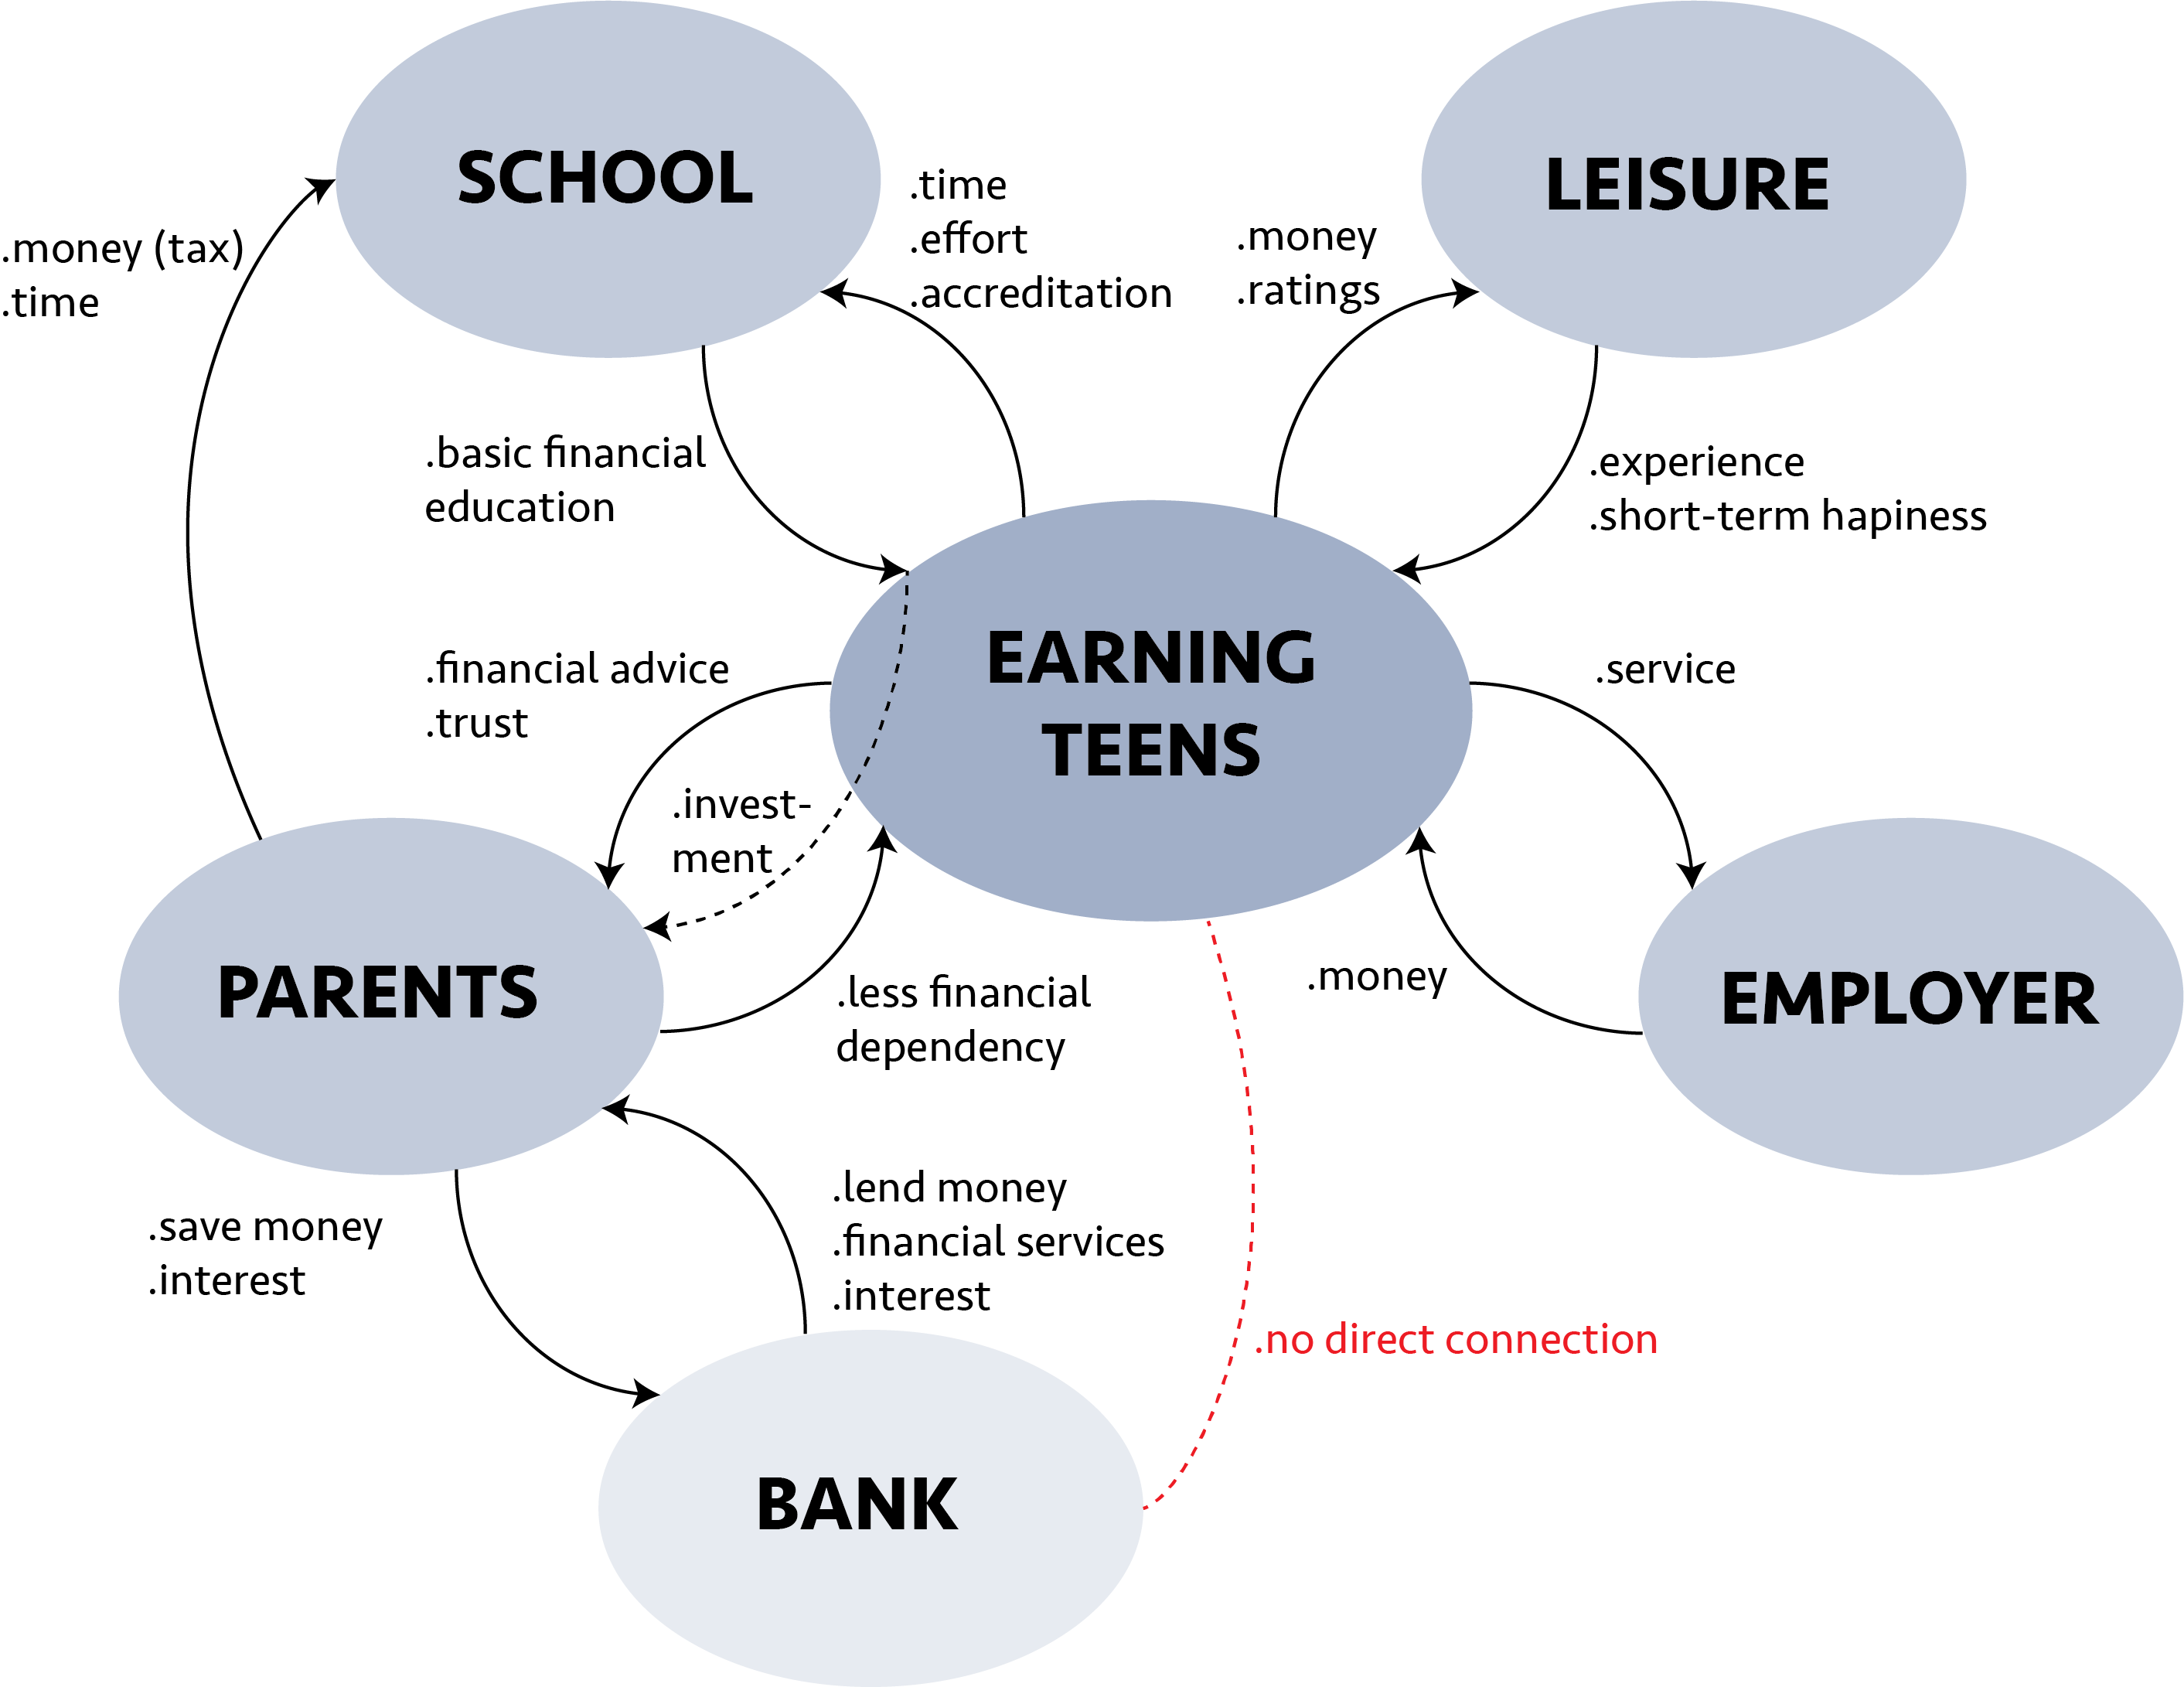 SCHOOL
LEISURE
.time
.effort
.accreditation
.money
.ratings
.money (tax)
.time
.basic financial
education
.experience
.short-term hapiness
EARNING
TEENS
.financial advice
.trust
.service
.invest-
ment
PARENTS
.less financial
dependency
.money
EMPLOYER
.save money
.interest
.lend money
.financial services
.interest
.no direct connection
BANK